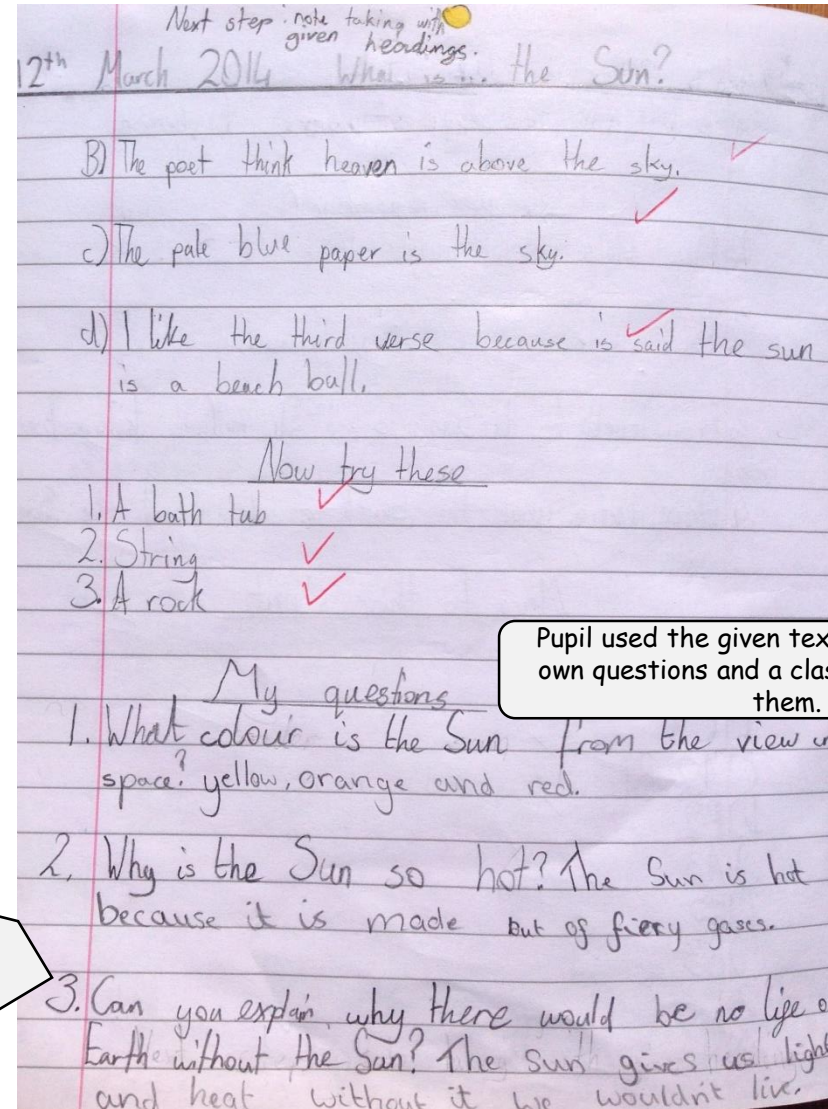 Next step: note taking with
given headings.
12th March 2014 What is... the Sun?
B) The poet think heaven is above the sky.
c) The pale blue paper is the sky.
d) I like the third verse because is said the sun
is a beach ball.
Now try these
1. A bath tub
2. String
3. A rock
Pupil used the given tex
own questions and a clas
them.
My questions
1. What colour is the Sun from the view
space? yellow, orange and red.
2. Why is the Sun so hot? The Sun is hot
because it is made out of fiery gases.
3. Can you explain why there would be no life o
Earth without the Sun? The Sun gives us light
and heat without it we wouldn't live.